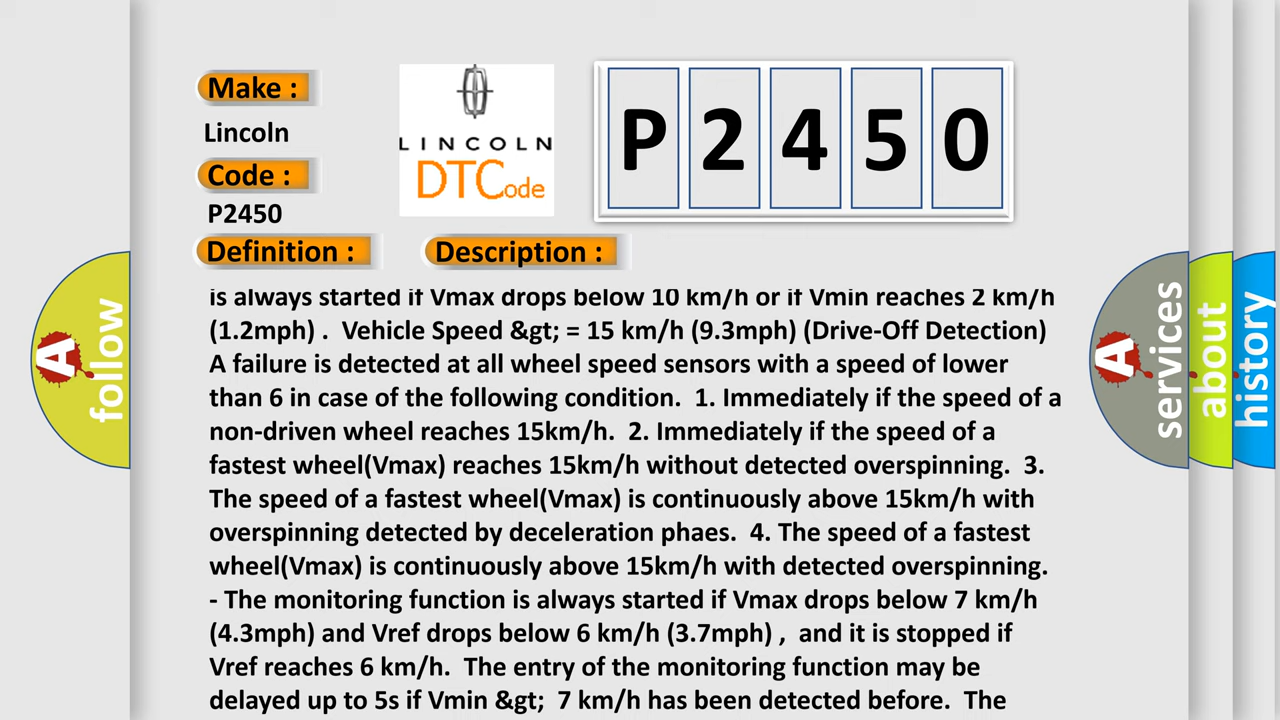 Make :
Lincoln
Code :
P2450
LINCOLN
DTCode
P 2 4 5 0
Definition :
Description :
is always started if Vmax drops below 10 km/h or if Vmin reaches 2 km/h
(1.2mph) .  Vehicle Speed &gt; = 15 km/h (9.3mph) (Drive-Off Detection)
A failure is detected at all wheel speed sensors with a speed of lower
than 6 in case of the following condition.  1. Immediately if the speed of a
non-driven wheel reaches 15km/h.  2. Immediately if the speed of a
fastest wheel(Vmax) reaches 15km/h without detected overspinning.  3.
The speed of a fastest wheel(Vmax) is continuously above 15km/h with
overspinning detected by deceleration phaes.  4. The speed of a fastest
wheel(Vmax) is continuously above 15km/h with detected overspinning.
- The monitoring function is always started if Vmax drops below 7 km/h
(4.3mph) and Vref drops below 6 km/h (3.7mph) ,  and it is stopped if
Vref reaches 6 km/h.  The entry of the monitoring function may be
delayed up to 5s if Vmin &gt;  7 km/h has been detected before.  The
A follow
A services
about
history